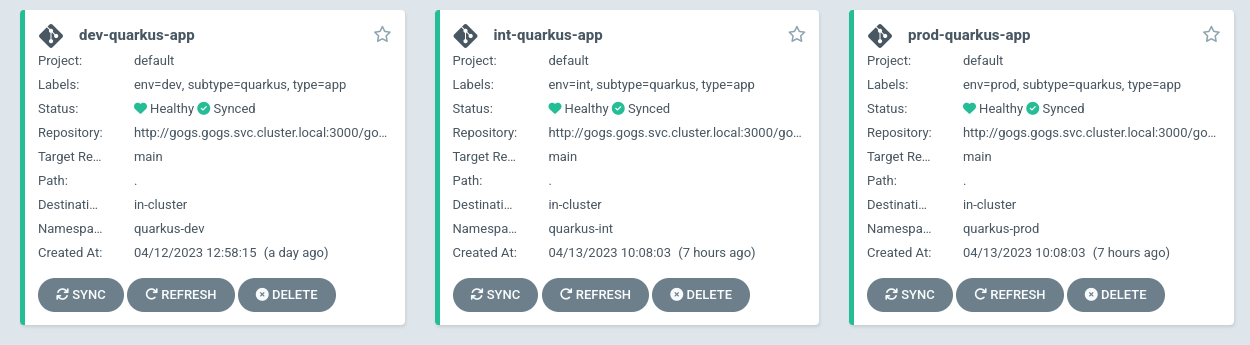 dev-quarkus-app
Project: default
Labels: env=dev, subtype=quarkus, type=app
Status: Healthy Synced
Repository: http://gogs.gogs.svc.cluster.local:3000/go...
Target Re... main
Path: .
Destinati... in-cluster
Namespa... quarkus-dev
Created At: 04/12/2023 12:58:15 (a day ago)
SYNC REFRESH DELETE
int-quarkus-app
Project: default
Labels: env=int, subtype=quarkus, type=app
Status: Healthy Synced
Repository: http://gogs.gogs.svc.cluster.local:3000/go...
Target Re... main
Path: .
Destinati... in-cluster
Namespa... quarkus-int
Created At: 04/13/2023 10:08:03 (7 hours ago)
SYNC REFRESH DELETE
prod-quarkus-app
Project: default
Labels: env=prod, subtype=quarkus, type=app
Status: Healthy Synced
Repository: http://gogs.gogs.svc.cluster.local:3000/go...
Target Re... main
Path: .
Destinati... in-cluster
Namespa... quarkus-prod
Created At: 04/13/2023 10:08:03 (7 hours ago)
SYNC REFRESH DELETE